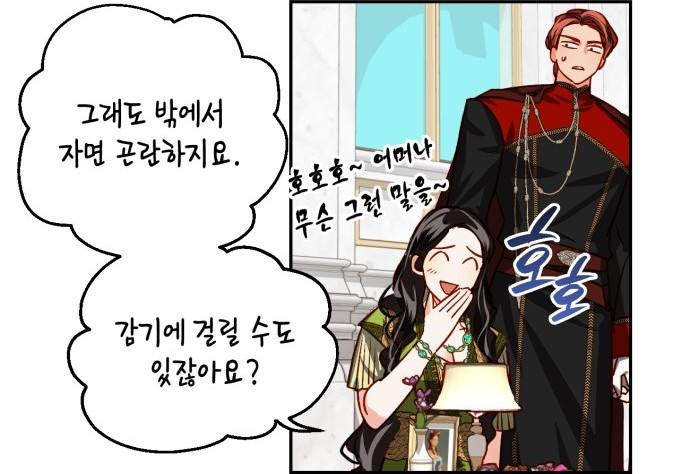 그래도 밖에서
자면 곤란하지요.
호호호~ 어머나
무슨 그런 말을~
호호
감기에 걸릴 수도
있잖아요?